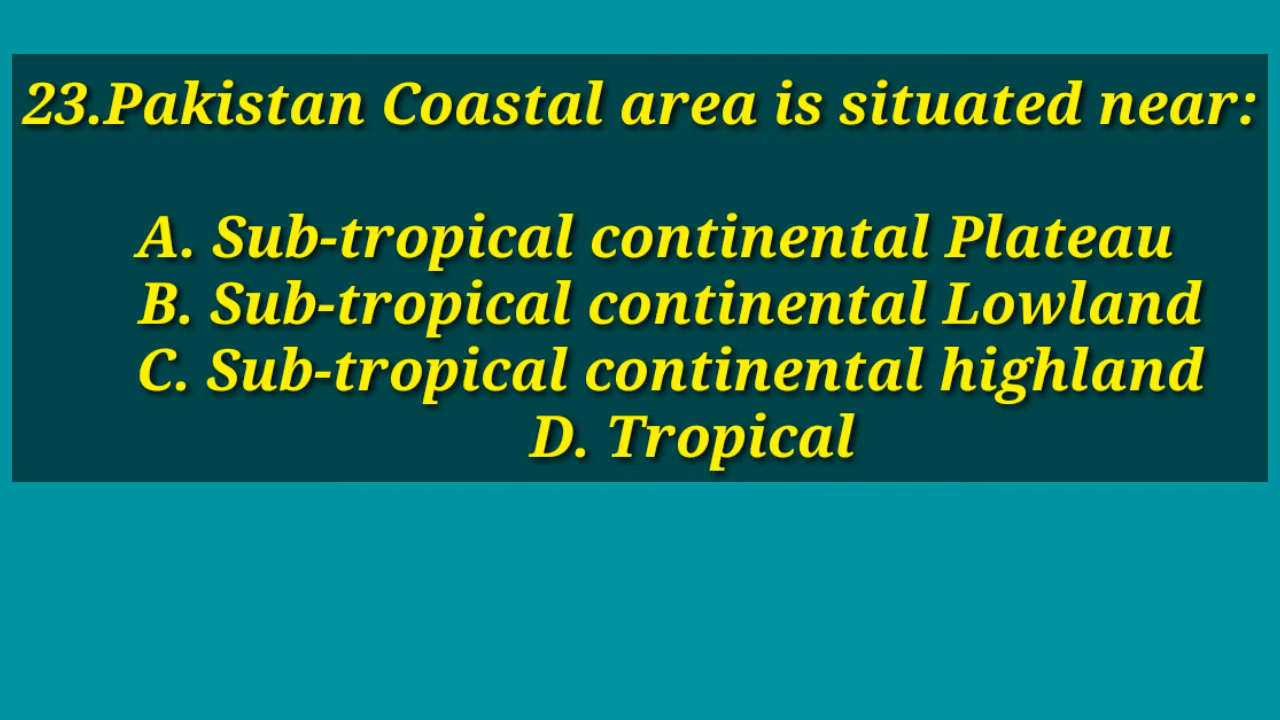 23.Pakistan Coastal area is situated near:
A. Sub-tropical continental Plateau
B. Sub-tropical continental Lowland
C. Sub-tropical continental highland
D. Tropical